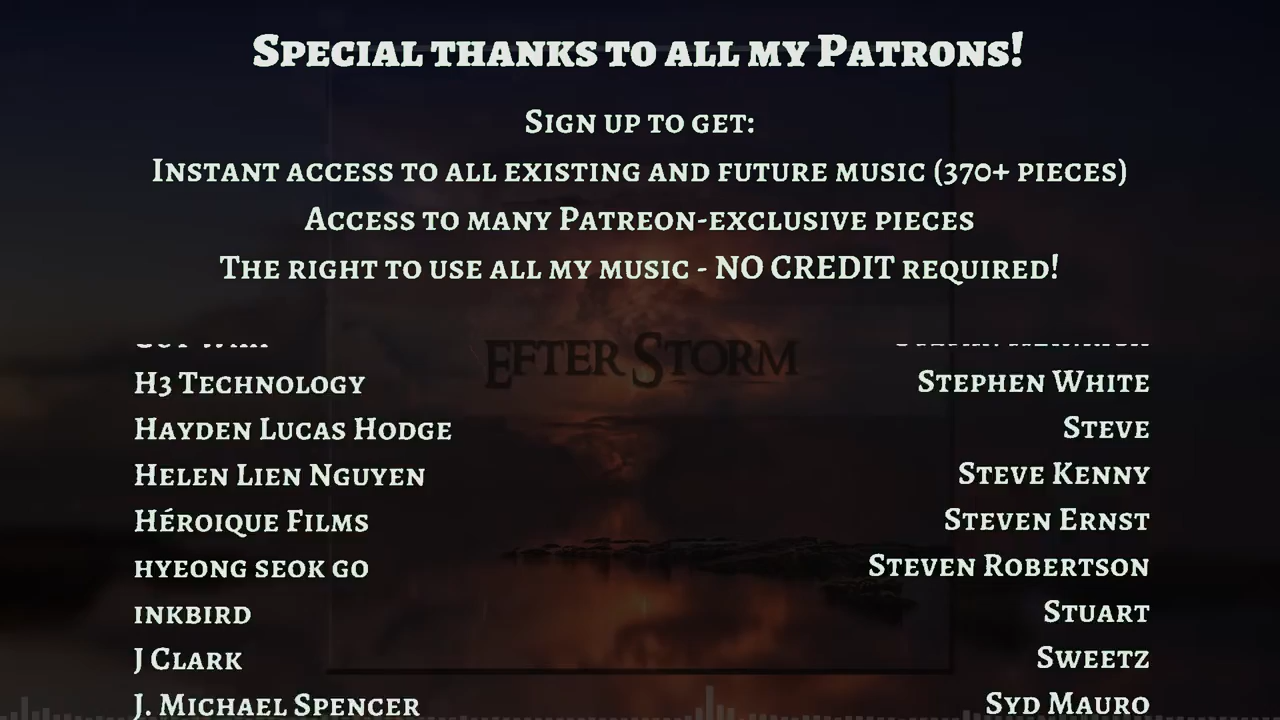 Special thanks to all my Patrons!
Sign up to get:
Instant access to all existing and future music (370+ pieces)
Access to many Patreon-exclusive pieces
The right to use all my music - NO CREDIT required!
Efter Storm
H3 Technology
Hayden Lucas Hodge
Helen Lien Nguyen
Héroique Films
hyeong seok go
inkbird
J Clark
J. Michael Spencer
Stephen White
Steve
Steve Kenny
Steven Ernst
Steven Robertson
Stuart
Sweetz
Syd Mauro